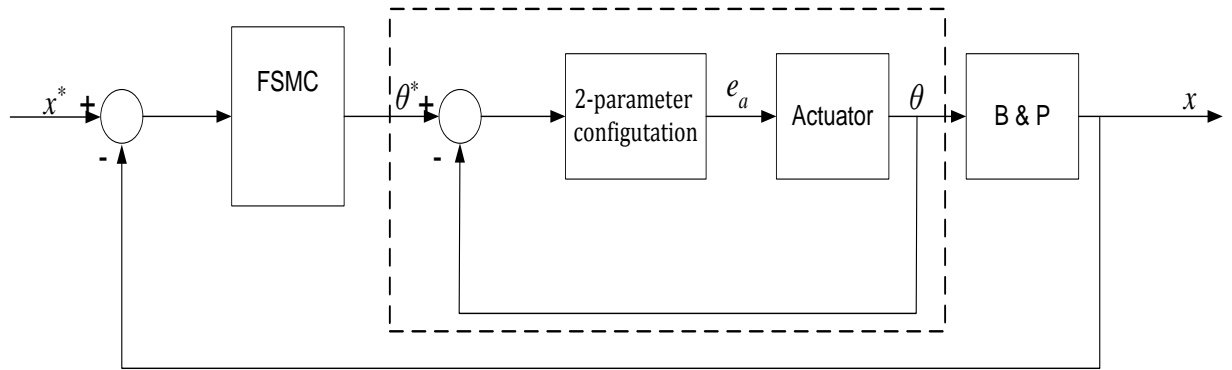 x* + -
FSMC
θ* + -
2-parameter
configutation
e_a
Actuator
θ
B & P
x